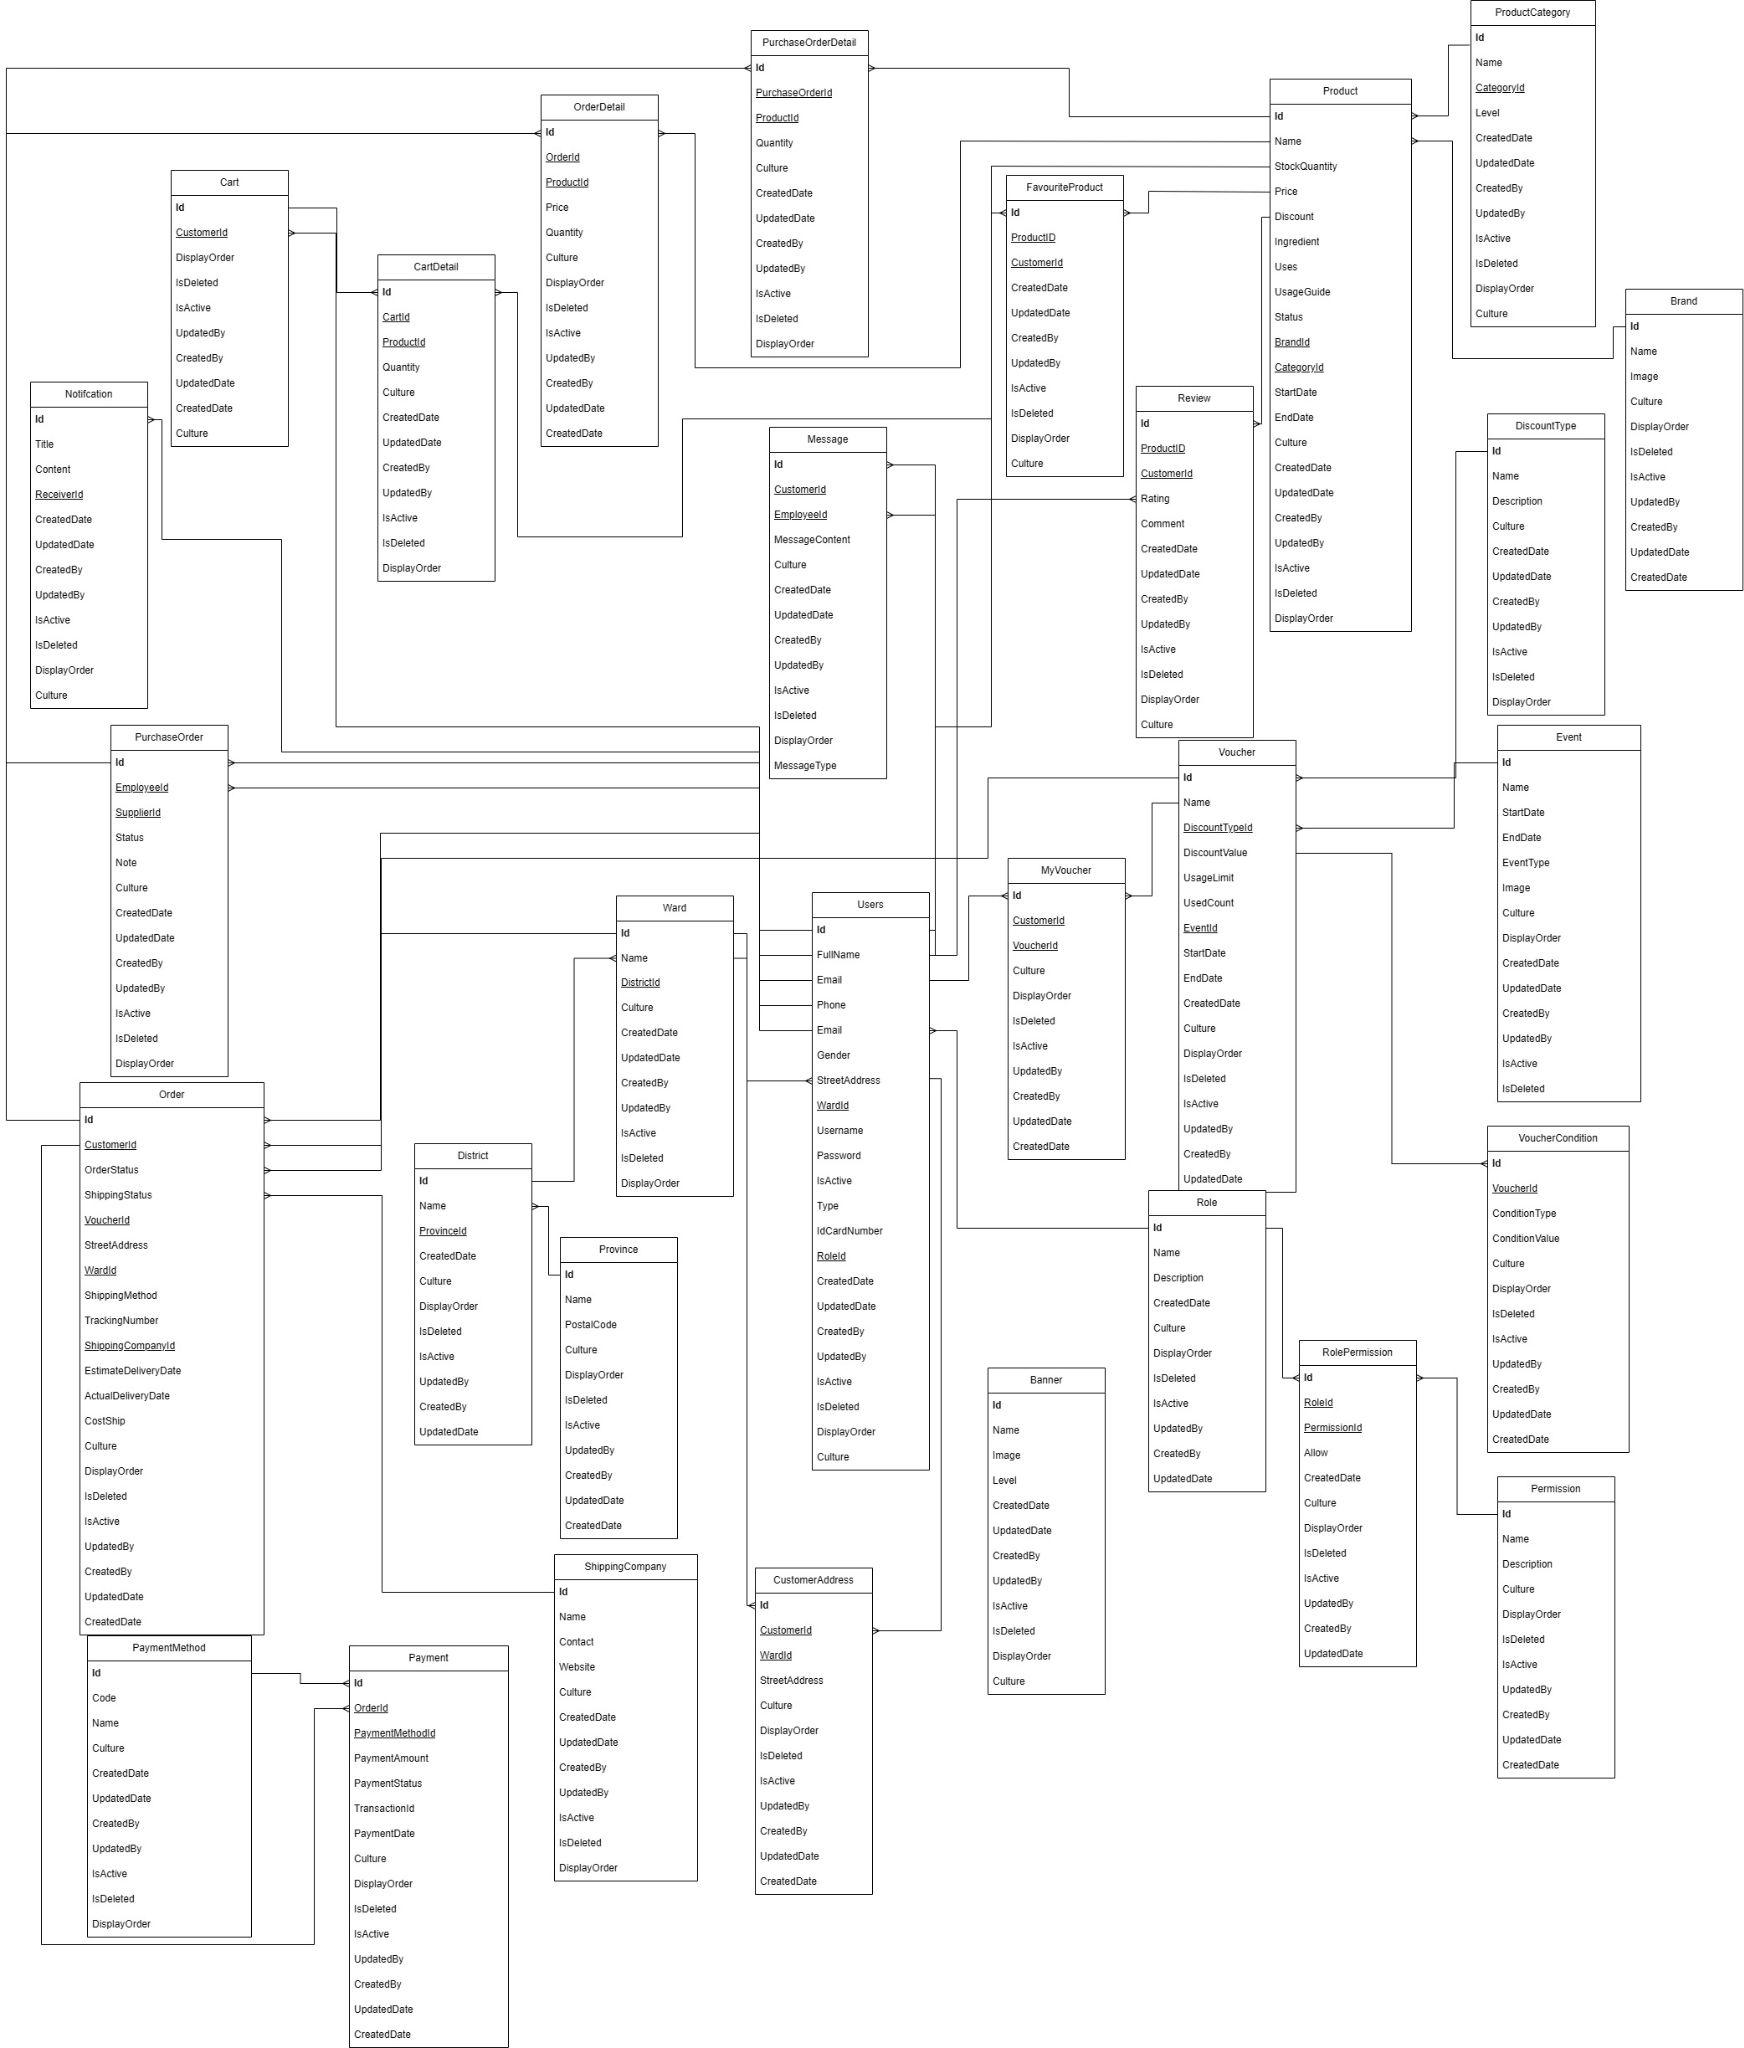 ProductCategory
Id
Name
CategoryId
Level
CreatedDate
UpdatedDate
CreatedBy
UpdatedBy
IsActive
IsDeleted
DisplayOrder
Culture
PurchaseOrderDetail
Id
PurchaseOrderId
ProductId
Quantity
Culture
CreatedDate
UpdatedDate
CreatedBy
UpdatedBy
IsActive
IsDeleted
DisplayOrder
Product
Id
Name
StockQuantity
Price
Discount
Ingredient
Uses
UsageGuide
Status
BrandId
CategoryId
StartDate
EndDate
Culture
CreatedDate
UpdatedDate
CreatedBy
UpdatedBy
IsActive
IsDeleted
DisplayOrder
OrderDetail
Id
OrderId
ProductId
Price
Quantity
Culture
DisplayOrder
IsDeleted
IsActive
UpdatedBy
CreatedBy
UpdatedDate
CreatedDate
Cart
Id
CustomerId
DisplayOrder
IsDeleted
IsActive
UpdatedBy
CreatedBy
UpdatedDate
CreatedDate
Culture
FavouriteProduct
Id
ProductID
CustomerId
CreatedDate
UpdatedDate
CreatedBy
UpdatedBy
IsActive
IsDeleted
DisplayOrder
Culture
CartDetail
Id
CartId
ProductId
Quantity
Culture
CreatedDate
UpdatedDate
CreatedBy
UpdatedBy
IsActive
IsDeleted
DisplayOrder
Brand
Id
Name
Image
Culture
DisplayOrder
IsDeleted
IsActive
UpdatedBy
CreatedBy
UpdatedDate
CreatedDate
Notifcation
Id
Title
Content
ReceiverId
CreatedDate
UpdatedDate
CreatedBy
UpdatedBy
IsActive
IsDeleted
DisplayOrder
Culture
Review
Id
ProductID
CustomerId
Rating
Comment
CreatedDate
UpdatedDate
CreatedBy
UpdatedBy
IsActive
IsDeleted
DisplayOrder
Culture
DiscountType
Id
Name
Description
Culture
CreatedDate
UpdatedDate
CreatedBy
UpdatedBy
IsActive
IsDeleted
DisplayOrder
Message
Id
CustomerId
EmployeeId
MessageContent
Culture
CreatedDate
UpdatedDate
CreatedBy
UpdatedBy
IsActive
IsDeleted
DisplayOrder
MessageType
PurchaseOrder
Id
EmployeeId
SupplierId
Status
Note
Culture
CreatedDate
UpdatedDate
CreatedBy
UpdatedBy
IsActive
IsDeleted
DisplayOrder
Event
Id
Name
StartDate
EndDate
EventType
Image
Culture
DisplayOrder
CreatedDate
UpdatedDate
CreatedBy
UpdatedBy
IsActive
IsDeleted
Voucher
Id
Name
DiscountTypeId
DiscountValue
UsageLimit
UsedCount
EventId
StartDate
EndDate
CreatedDate
Culture
DisplayOrder
IsDeleted
IsActive
UpdatedBy
CreatedBy
UpdatedDate
MyVoucher
Id
CustomerId
VoucherId
Culture
DisplayOrder
IsDeleted
IsActive
UpdatedBy
CreatedBy
UpdatedDate
CreatedDate
Users
Id
FullName
Email
Phone
Email
Gender
StreetAddress
WardId
Username
Password
IsActive
Type
IdCardNumber
RoleId
CreatedDate
UpdatedDate
CreatedBy
UpdatedBy
IsActive
IsDeleted
DisplayOrder
Culture
Ward
Id
Name
DistrictId
Culture
CreatedDate
UpdatedDate
CreatedBy
UpdatedBy
IsActive
IsDeleted
DisplayOrder
Order
Id
CustomerId
OrderStatus
ShippingStatus
VoucherId
StreetAddress
WardId
ShippingMethod
TrackingNumber
ShippingCompanyId
EstimateDeliveryDate
ActualDeliveryDate
CostShip
Culture
DisplayOrder
IsDeleted
IsActive
UpdatedBy
CreatedBy
UpdatedDate
CreatedDate
VoucherCondition
Id
VoucherId
ConditionType
ConditionValue
Culture
DisplayOrder
IsDeleted
IsActive
UpdatedBy
CreatedBy
UpdatedDate
CreatedDate
District
Id
Name
ProvinceId
CreatedDate
Culture
DisplayOrder
IsDeleted
IsActive
UpdatedBy
CreatedBy
UpdatedDate
Role
Id
Name
Description
CreatedDate
Culture
DisplayOrder
IsDeleted
IsActive
UpdatedBy
CreatedBy
UpdatedDate
Province
Id
Name
PostalCode
Culture
DisplayOrder
IsDeleted
IsActive
UpdatedBy
CreatedBy
UpdatedDate
CreatedDate
RolePermission
Id
RoleId
PermissionId
Allow
CreatedDate
Culture
DisplayOrder
IsDeleted
IsActive
UpdatedBy
CreatedBy
UpdatedDate
Banner
Id
Name
Image
Level
CreatedDate
UpdatedDate
CreatedBy
UpdatedBy
IsActive
IsDeleted
DisplayOrder
Culture
Permission
Id
Name
Description
Culture
DisplayOrder
IsDeleted
IsActive
UpdatedBy
CreatedBy
UpdatedDate
CreatedDate
ShippingCompany
Id
Name
Contact
Website
Culture
CreatedDate
UpdatedDate
CreatedBy
UpdatedBy
IsActive
IsDeleted
DisplayOrder
CustomerAddress
Id
CustomerId
WardId
StreetAddress
Culture
DisplayOrder
IsDeleted
IsActive
UpdatedBy
CreatedBy
UpdatedDate
CreatedDate
PaymentMethod
Id
Code
Name
Culture
CreatedDate
UpdatedDate
CreatedBy
UpdatedBy
IsActive
IsDeleted
DisplayOrder
Payment
Id
OrderId
PaymentMethodId
PaymentAmount
PaymentStatus
TransactionId
PaymentDate
Culture
DisplayOrder
IsDeleted
IsActive
UpdatedBy
CreatedBy
UpdatedDate
CreatedDate